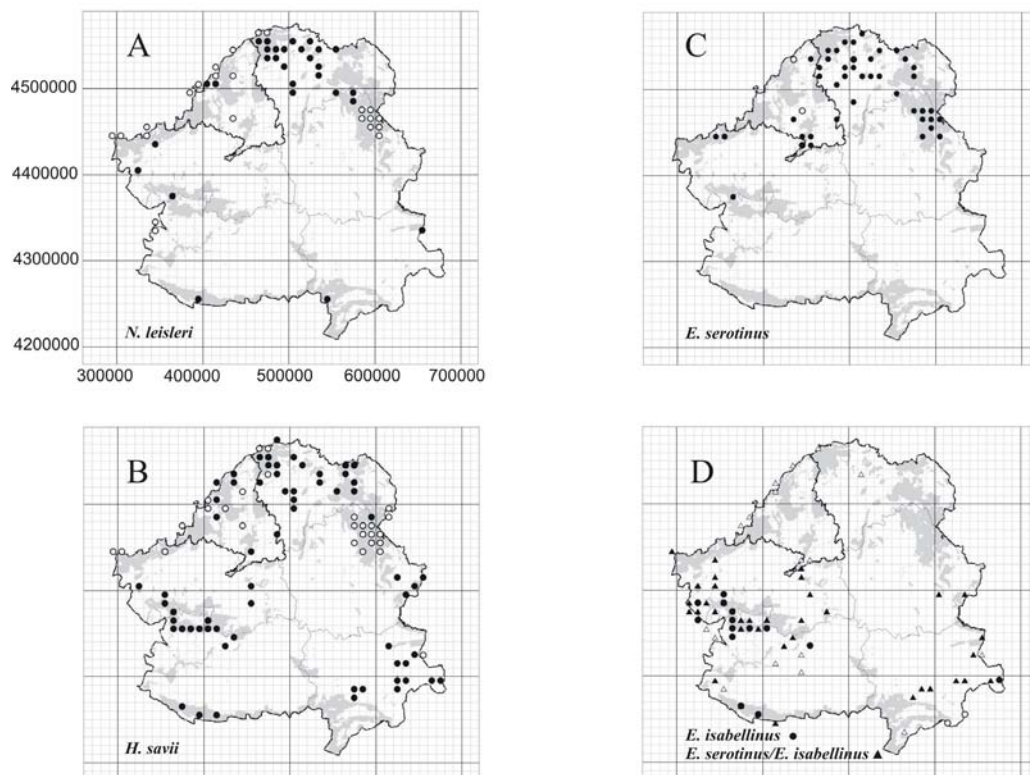 A
C
4500000
4400000
4300000
4200000
N. leisleri
E. serotinus
300000 400000 500000 600000 700000
B
D
H. savii
E. isabellinus ●
E. serotinus/E. isabellinus ▲